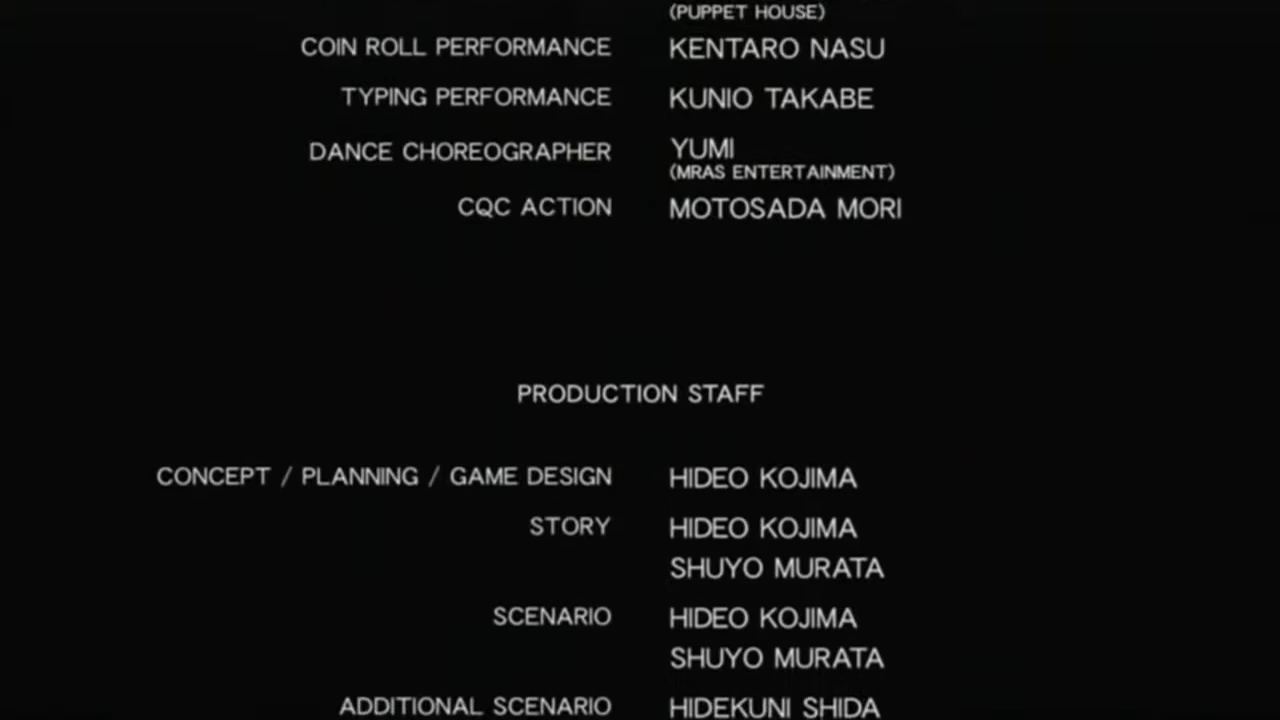 (PUPPET HOUSE)
COIN ROLL PERFORMANCE KENTARO NASU
TYPING PERFORMANCE KUNIO TAKABE
DANCE CHOREOGRAPHER YUMI
(MRAS ENTERTAINMENT)
CQC ACTION MOTOSADA MORI
PRODUCTION STAFF
CONCEPT / PLANNING / GAME DESIGN HIDEO KOJIMA
STORY HIDEO KOJIMA
SHUYO MURATA
SCENARIO HIDEO KOJIMA
SHUYO MURATA
ADDITIONAL SCENARIO HIDEKUNI SHIDA